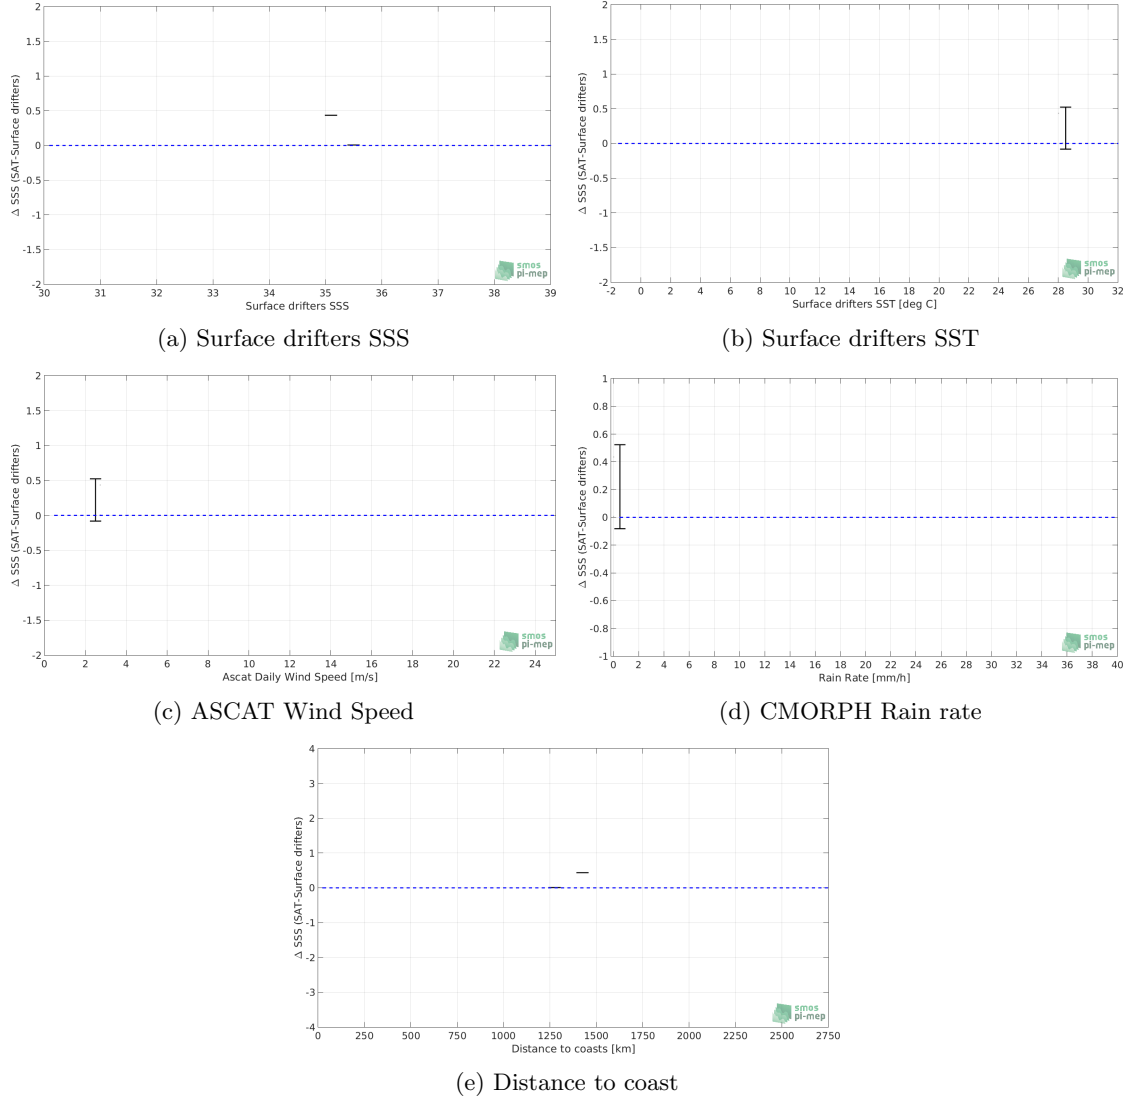 2
1.5
1
0.5
0
-0.5
-1
-1.5
-2
30 31 32 33 34 35 36 37 38 39
Δ SSS (SAT-Surface drifters)
Surface drifters SSS
smos
pi-mep
(a) Surface drifters SSS
2
1.5
1
0.5
0
-0.5
-1
-1.5
-2
-2 0 2 4 6 8 10 12 14 16 18 20 22 24 26 28 30 32
Δ SSS (SAT-Surface drifters)
Surface drifters SST [deg C]
smos
pi-mep
(b) Surface drifters SST
2
1.5
1
0.5
0
-0.5
-1
-1.5
-2
0 2 4 6 8 10 12 14 16 18 20 22 24
Δ SSS (SAT-Surface drifters)
Ascat Daily Wind Speed [m/s]
smos
pi-mep
(c) ASCAT Wind Speed
1
0.8
0.6
0.4
0.2
0
-0.2
-0.4
-0.6
-0.8
-1
0 2 4 6 8 10 12 14 16 18 20 22 24 26 28 30 32 34 36 38 40
Δ SSS (SAT-Surface drifters)
Rain Rate [mm/h]
smos
pi-mep
(d) CMORPH Rain rate
4
3
2
1
0
-1
-2
-3
-4
0 250 500 750 1000 1250 1500 1750 2000 2250 2500 2750
Δ SSS (SAT-Surface drifters)
Distance to coasts [km]
smos
pi-mep
(e) Distance to coast